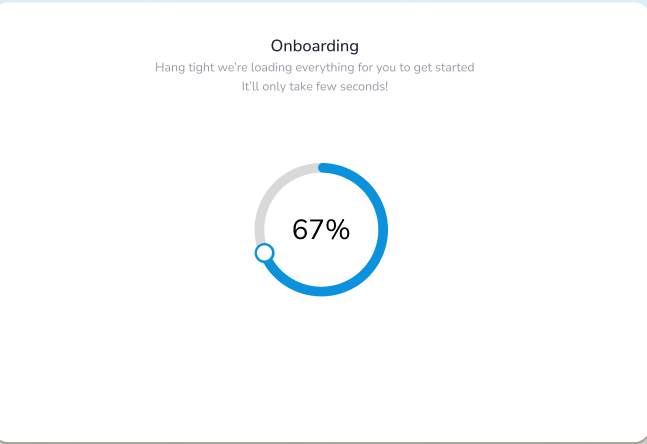 Onboarding
Hang tight we're loading everything for you to get started
It'll only take few seconds!
67%